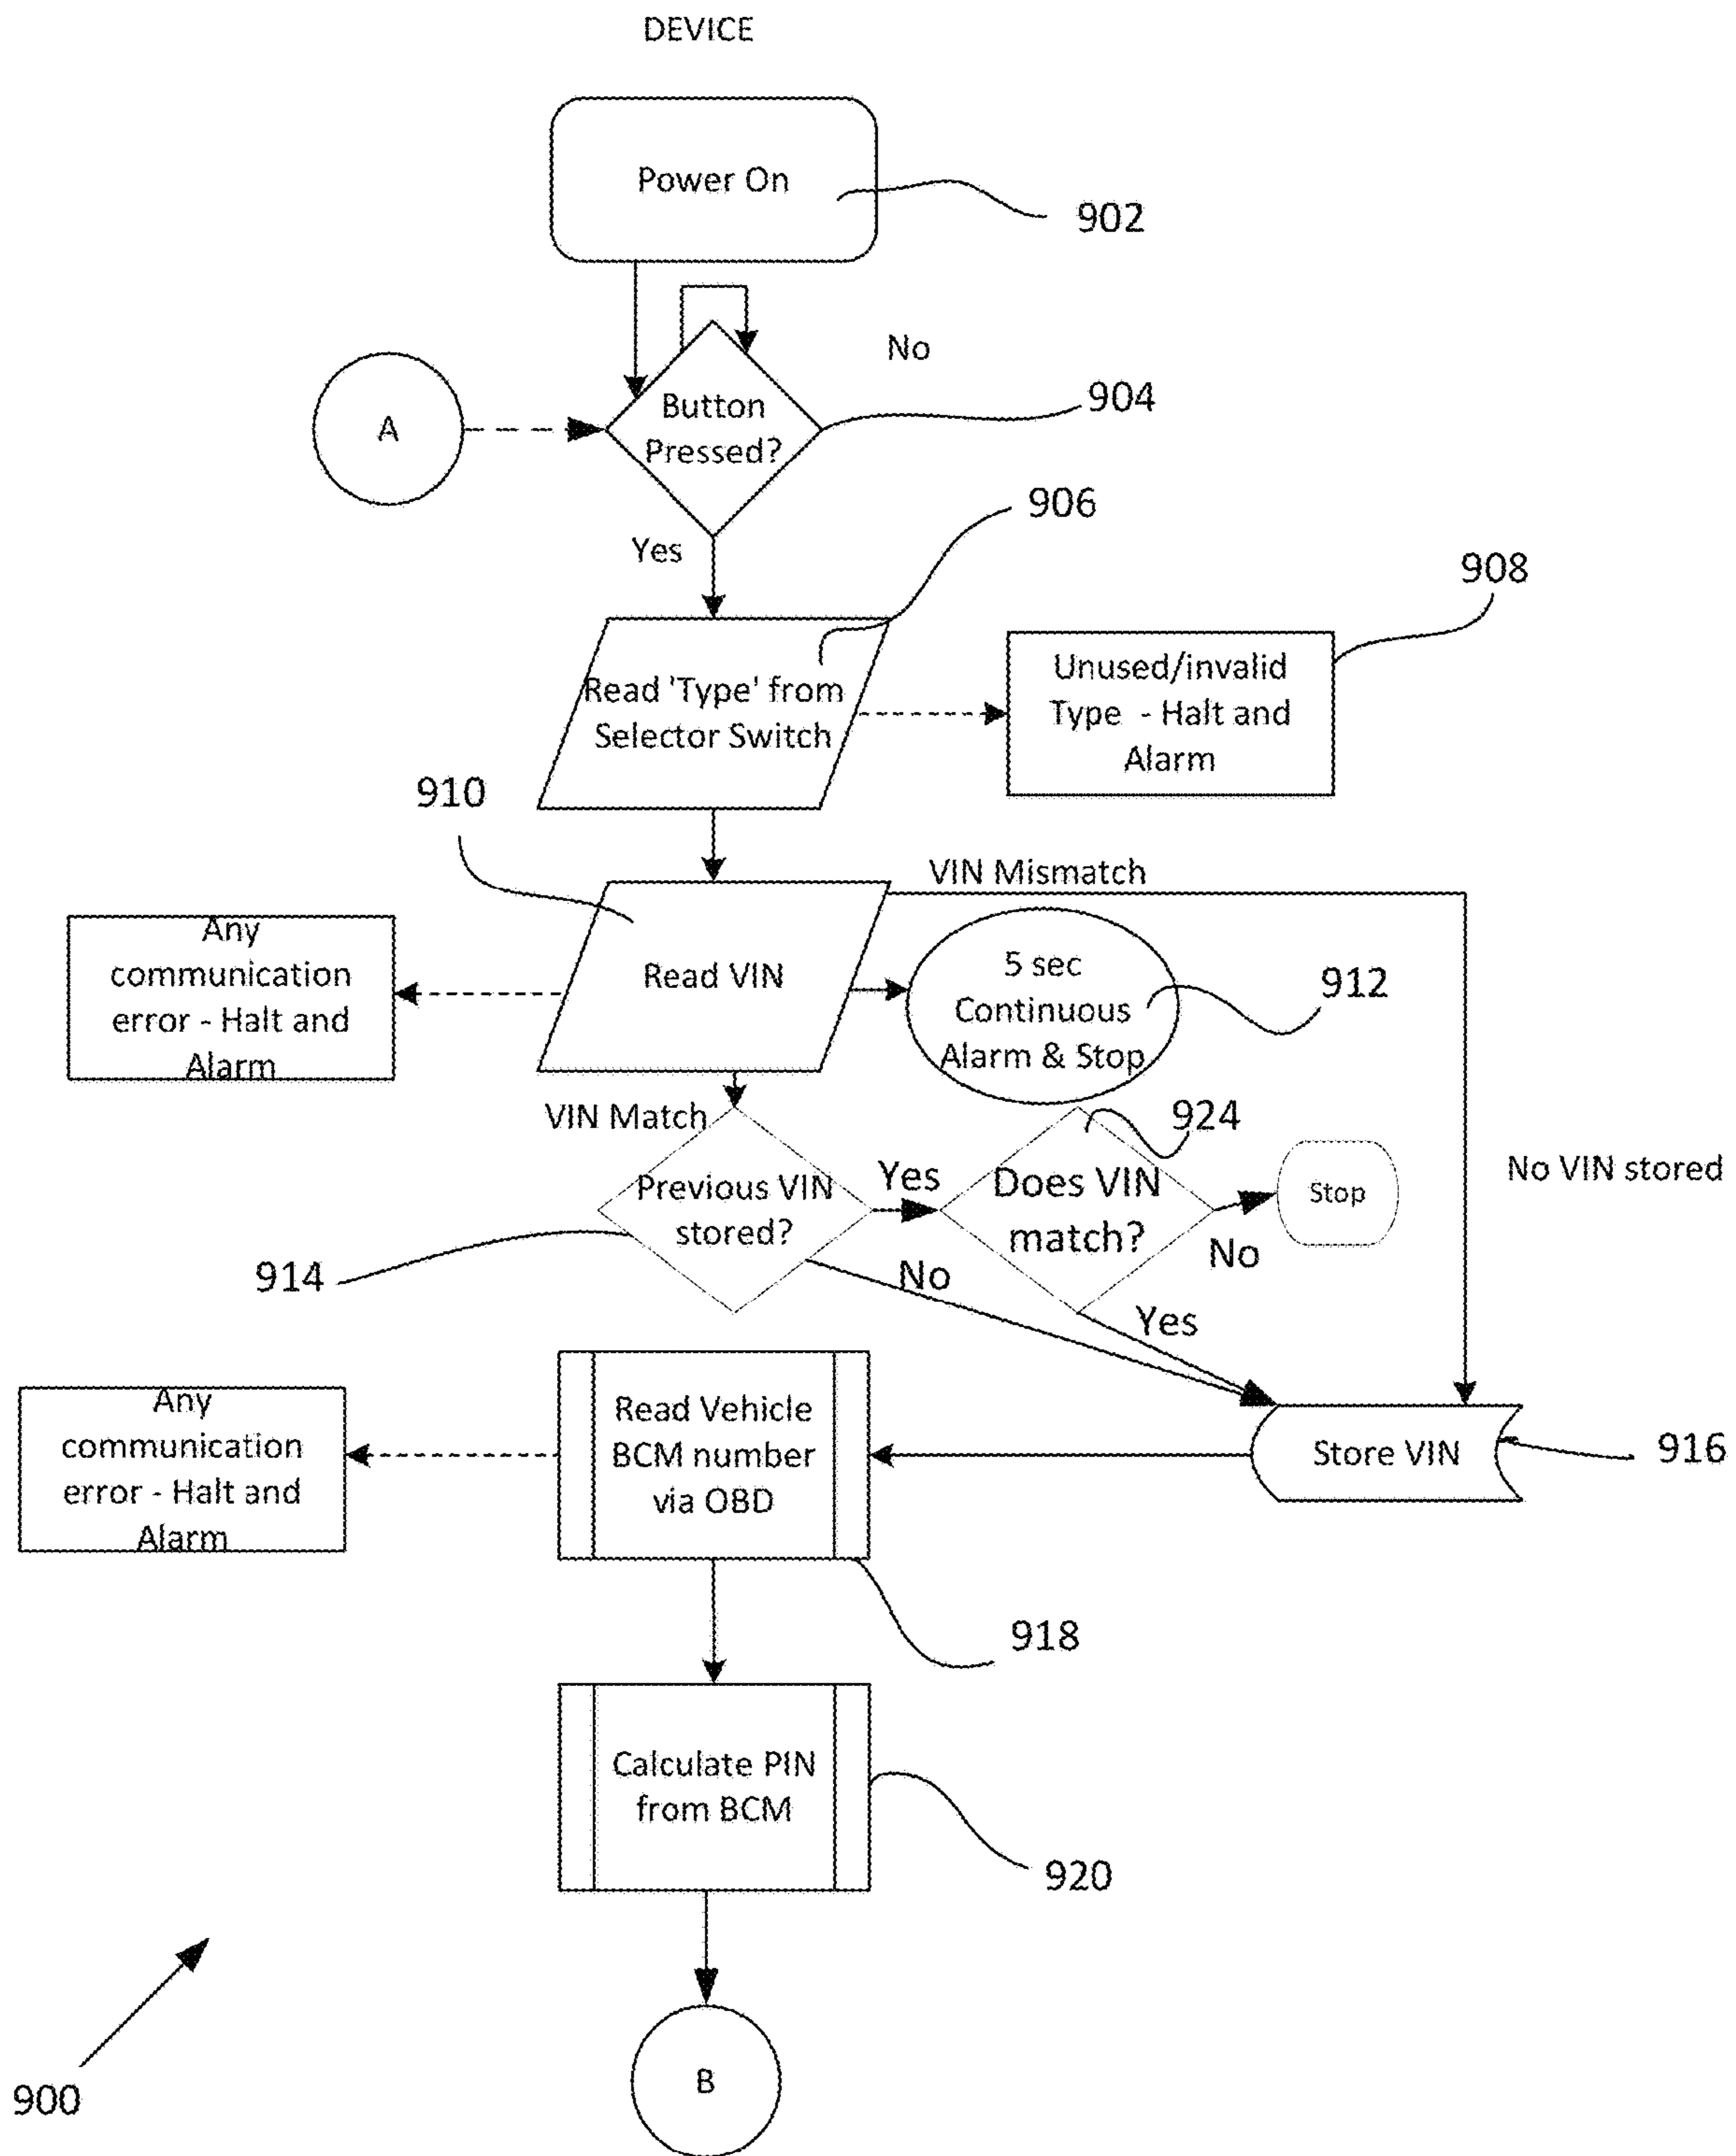 DEVICE
Power On
902
No
904
Button
Pressed?
A
906
Yes
908
Read 'Type' from
Selector Switch
Unused/invalid
Type - Halt and
Alarm
910
VIN Mismatch
Any
communication
error - Halt and
Alarm
Read VIN
5 sec
Continuous
Alarm & Stop
912
VIN Match
924
Previous VIN
stored?
Yes
Does VIN
match?
Stop
No VIN stored
No
914
No
Yes
Any
communication
error - Halt and
Alarm
Read Vehicle
BCM number
via OBD
Store VIN
916
918
Calculate PIN
from BCM
920
B
900